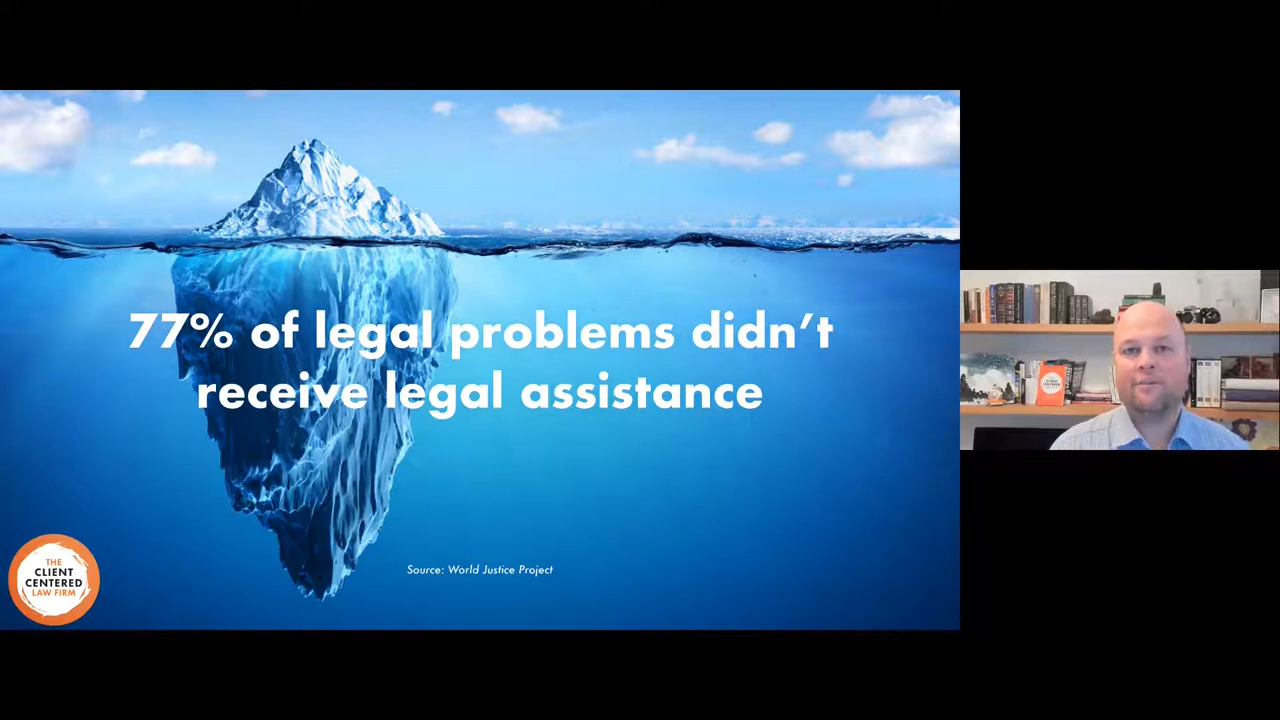 77% of legal problems didn’t
receive legal assistance
Source: World Justice Project
THE
CLIENT
CENTERED
LAW FIRM